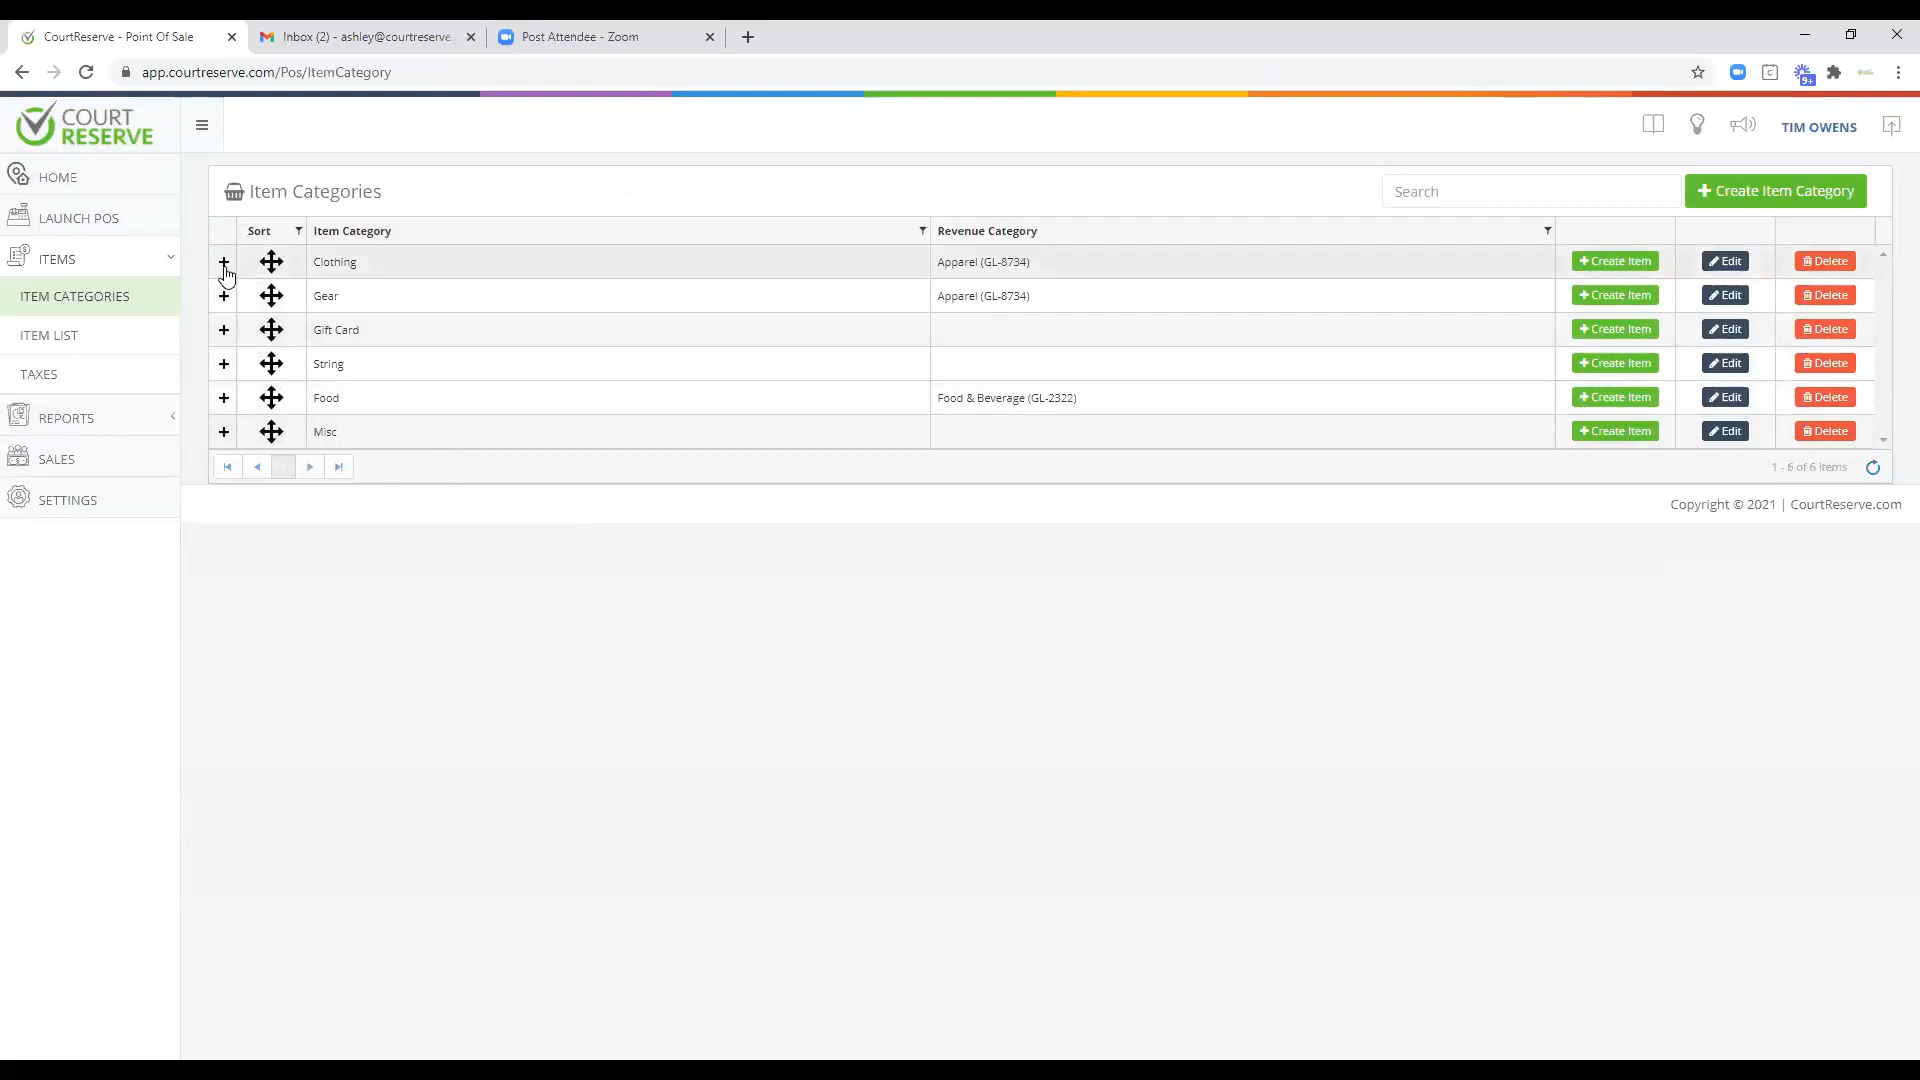 CourtReserve - Point Of Sale
Inbox (2) - ashley@courtreserve.
Post Attendee - Zoom
app.courtreserve.com/Pos/ItemCategory
9+
COURT
RESERVE
TIM OWENS
HOME
LAUNCH POS
ITEMS
ITEM CATEGORIES
ITEM LIST
TAXES
REPORTS
SALES
SETTINGS
Item Categories
Search
Create Item Category
Sort Item Category Revenue Category
Clothing Apparel (GL-8734) Create Item Edit Delete
Gear Apparel (GL-8734) Create Item Edit Delete
Gift Card Create Item Edit Delete
String Create Item Edit Delete
Food Food & Beverage (GL-2322) Create Item Edit Delete
Misc Create Item Edit Delete
1 - 6 of 6 items
Copyright © 2021 | CourtReserve.com